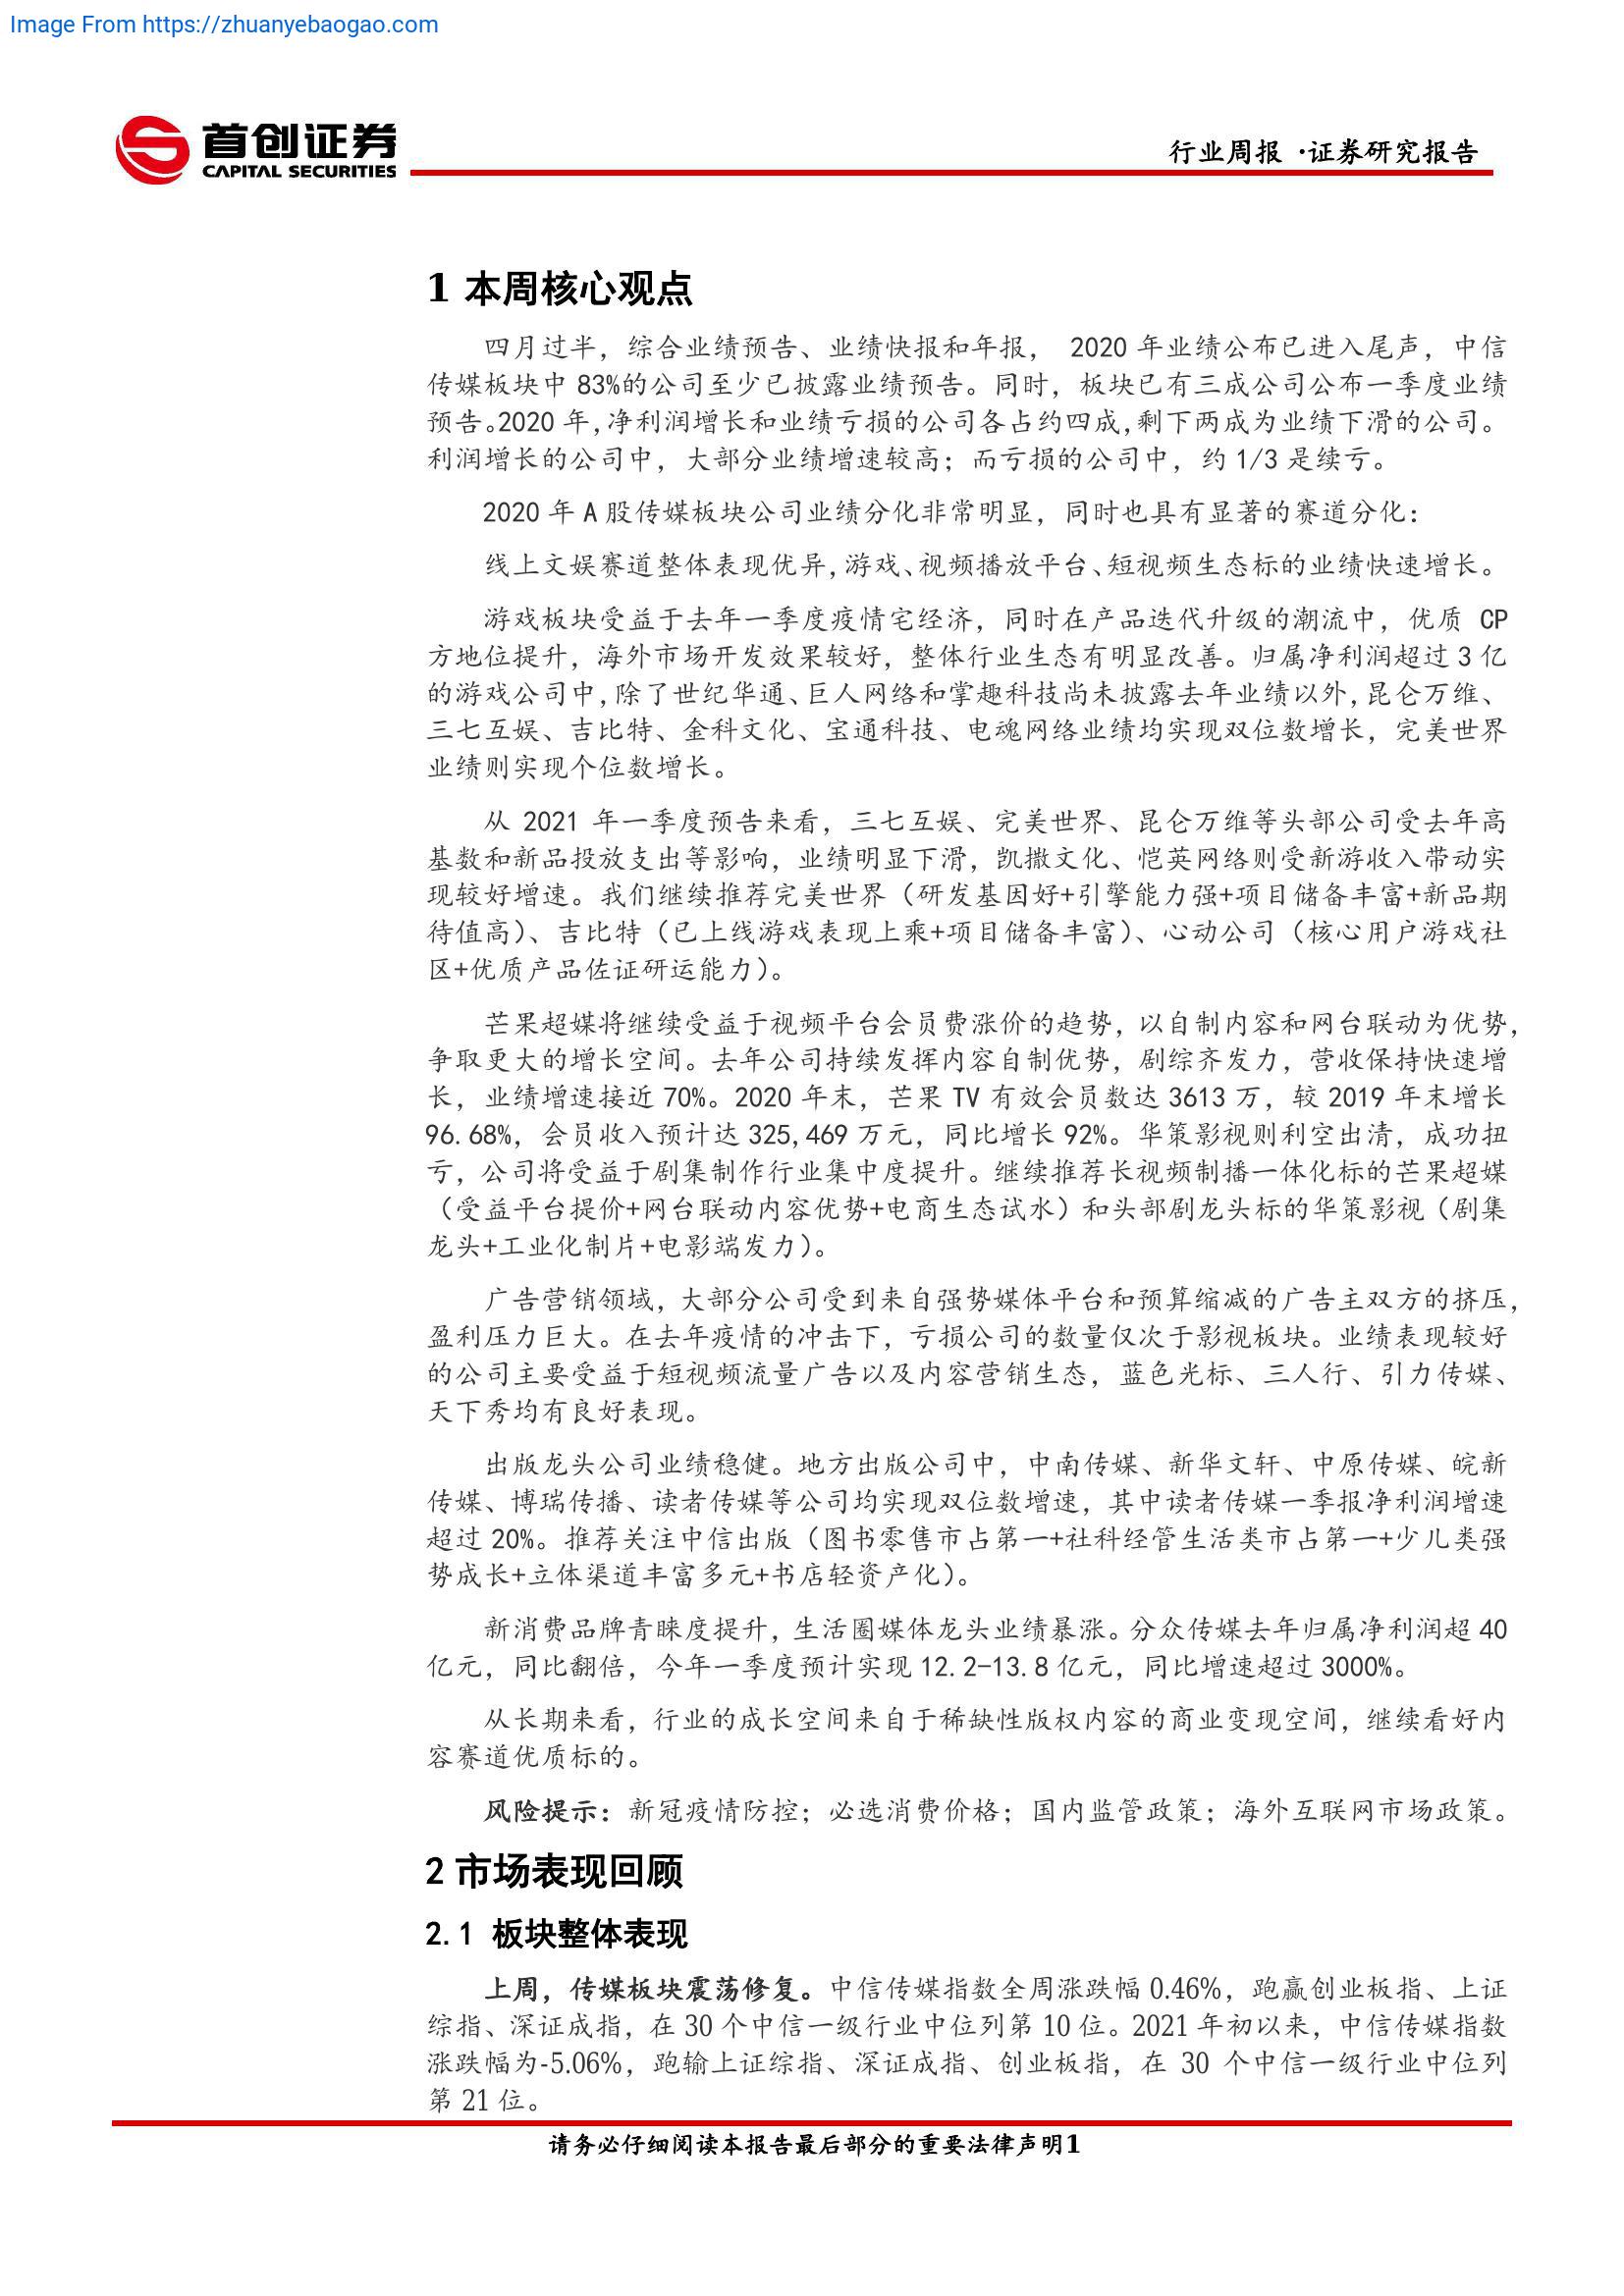 Image From https://zhuanyebaogao.com
首创证券
CAPITAL SECURITIES
行业周报 ·证券研究报告
1 本周核心观点
四月过半，综合业绩预告、业绩快报和年报， 2020 年业绩公布已进入尾声，中信
传媒板块中 83%的公司至少已披露业绩预告。同时，板块已有三成公司公布一季度业绩
预告。2020 年，净利润增长和业绩亏损的公司各占约四成，剩下两成为业绩下滑的公司。
利润增长的公司中，大部分业绩增速较高；而亏损的公司中，约 1/3 是续亏。
2020 年 A 股传媒板块公司业绩分化非常明显，同时也具有显著的赛道分化：
线上文娱赛道整体表现优异，游戏、视频播放平台、短视频生态标的业绩快速增长。
游戏板块受益于去年一季度疫情宅经济，同时在产品迭代升级的潮流中，优质 CP
方地位提升，海外市场开发效果较好，整体行业生态有明显改善。归属净利润超过 3 亿
的游戏公司中，除了世纪华通、巨人网络和掌趣科技尚未披露去年业绩以外，昆仑万维、
三七互娱、吉比特、金科文化、宝通科技、电魂网络业绩均实现双位数增长，完美世界
业绩则实现个位数增长。
从 2021 年一季度预告来看，三七互娱、完美世界、昆仑万维等头部公司受去年高
基数和新品投放支出等影响，业绩明显下滑，凯撒文化、恺英网络则受新游收入带动实
现较好增速。我们继续推荐完美世界（研发基因好+引擎能力强+项目储备丰富+新品期
待值高）、吉比特（已上线游戏表现上乘+项目储备丰富）、心动公司（核心用户游戏社
区+优质产品佐证研运能力）。
芒果超媒将继续受益于视频平台会员费涨价的趋势，以自制内容和网台联动为优势，
争取更大的增长空间。去年公司持续发挥内容自制优势，剧综齐发力，营收保持快速增
长，业绩增速接近 70%。2020 年末，芒果 TV 有效会员数达 3613 万，较 2019 年末增长
96.68%，会员收入预计达 325,469 万元，同比增长 92%。华策影视则利空出清，成功扭
亏，公司将受益于剧集制作行业集中度提升。继续推荐长视频制播一体化标的芒果超媒
（受益平台提价+网台联动内容优势+电商生态试水）和头部剧龙头标的华策影视（剧集
龙头+工业化制片+电影端发力）。
广告营销领域，大部分公司受到来自强势媒体平台和预算缩减的广告主双方的挤压，
盈利压力巨大。在去年疫情的冲击下，亏损公司的数量仅次于影视板块。业绩表现较好
的公司主要受益于短视频流量广告以及内容营销生态，蓝色光标、三人行、引力传媒、
天下秀均有良好表现。
出版龙头公司业绩稳健。地方出版公司中，中南传媒、新华文轩、中原传媒、皖新
传媒、博瑞传播、读者传媒等公司均实现双位数增速，其中读者传媒一季报净利润增速
超过 20%。推荐关注中信出版（图书零售市占第一+社科经管生活类市占第一+少儿类强
势成长+立体渠道丰富多元+书店轻资产化）。
新消费品牌青睐度提升，生活圈媒体龙头业绩暴涨。分众传媒去年归属净利润超 40
亿元，同比翻倍，今年一季度预计实现 12.2-13.8 亿元，同比增速超过 3000%。
从长期来看，行业的成长空间来自于稀缺性版权内容的商业变现空间，继续看好内
容赛道优质标的。
风险提示：新冠疫情防控；必选消费价格；国内监管政策；海外互联网市场政策。
2 市场表现回顾
2.1 板块整体表现
上周，传媒板块震荡修复。中信传媒指数全周涨跌幅 0.46%，跑赢创业板指、上证
综指、深证成指，在 30 个中信一级行业中位列第 10 位。2021 年初以来，中信传媒指数
涨跌幅为-5.06%，跑输上证综指、深证成指、创业板指，在 30 个中信一级行业中位列
第 21 位。
请务必仔细阅读本报告最后部分的重要法律声明1